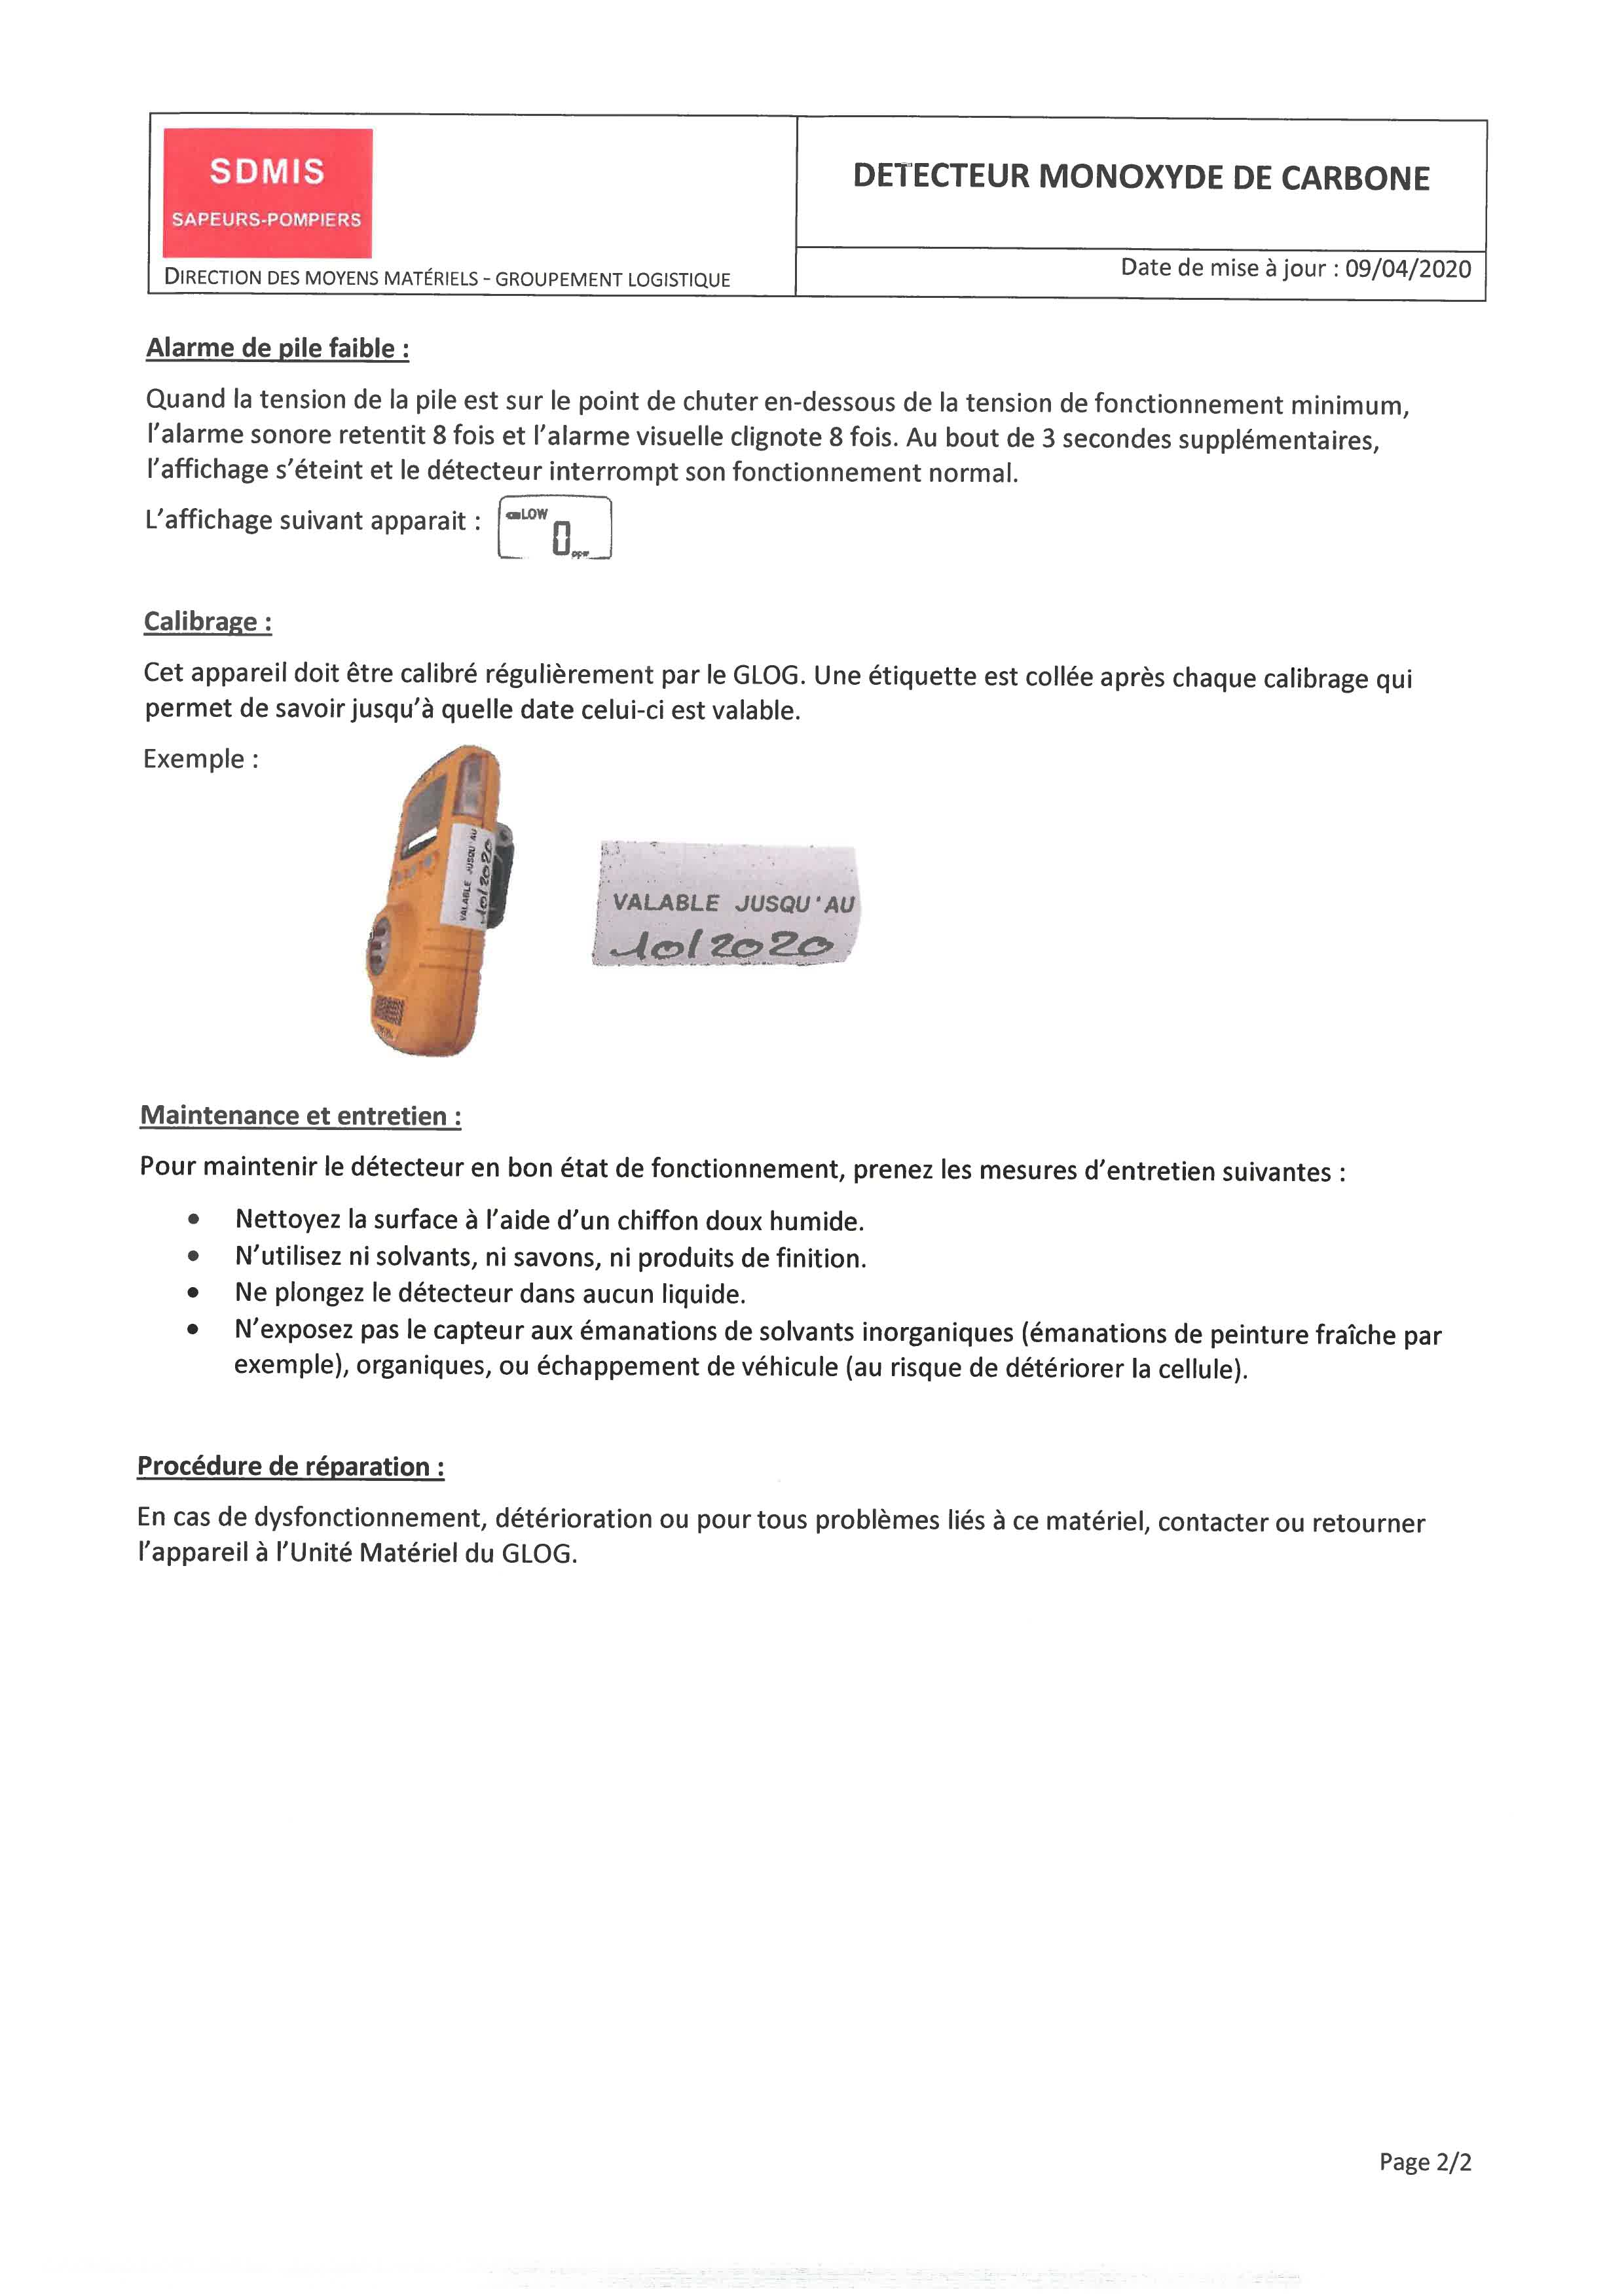 SDMIS
SAPEURS-POMPIERS
DIRECTION DES MOYENS MATÉRIELS - GROUPEMENT LOGISTIQUE
DETECTEUR MONOXYDE DE CARBONE
Date de mise à jour : 09/04/2020
Alarme de pile faible :
Quand la tension de la pile est sur le point de chuter en-dessous de la tension de fonctionnement minimum,
l'alarme sonore retentit 8 fois et l'alarme visuelle clignote 8 fois. Au bout de 3 secondes supplémentaires,
l'affichage s'éteint et le détecteur interrompt son fonctionnement normal.
L'affichage suivant apparait :
LOW
0 ppm
Calibrage :
Cet appareil doit être calibré régulièrement par le GLOG. Une étiquette est collée après chaque calibrage qui
permet de savoir jusqu'à quelle date celui-ci est valable.
Exemple :
VALABLE JUSQU'AU
10/2020
VALABLE JUSQU'AU
10/2020
Maintenance et entretien :
Pour maintenir le détecteur en bon état de fonctionnement, prenez les mesures d'entretien suivantes :
• Nettoyez la surface à l'aide d'un chiffon doux humide.
• N'utilisez ni solvants, ni savons, ni produits de finition.
• Ne plongez le détecteur dans aucun liquide.
• N'exposez pas le capteur aux émanations de solvants inorganiques (émanations de peinture fraîche par
exemple), organiques, ou échappement de véhicule (au risque de détériorer la cellule).
Procédure de réparation :
En cas de dysfonctionnement, détérioration ou pour tous problèmes liés à ce matériel, contacter ou retourner
l'appareil à l'Unité Matériel du GLOG.
Page 2/2